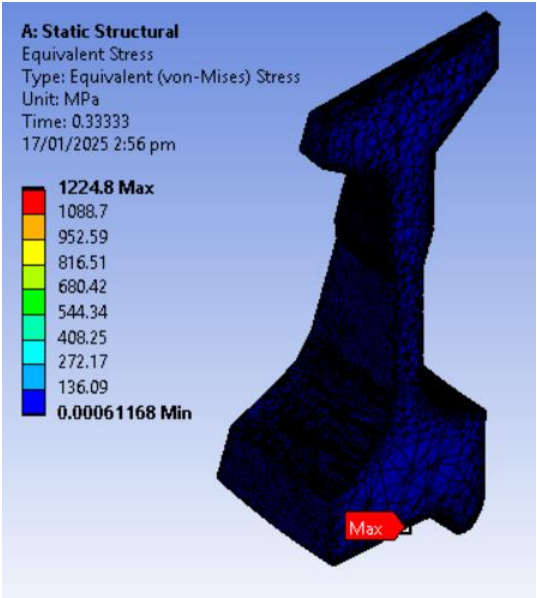 A: Static Structural
Equivalent Stress
Type: Equivalent (von-Mises) Stress
Unit: MPa
Time: 0.33333
17/01/2025 2:56 pm
1224.8 Max
1088.7
952.59
816.51
680.42
544.34
408.25
272.17
136.09
0.00061168 Min
Max